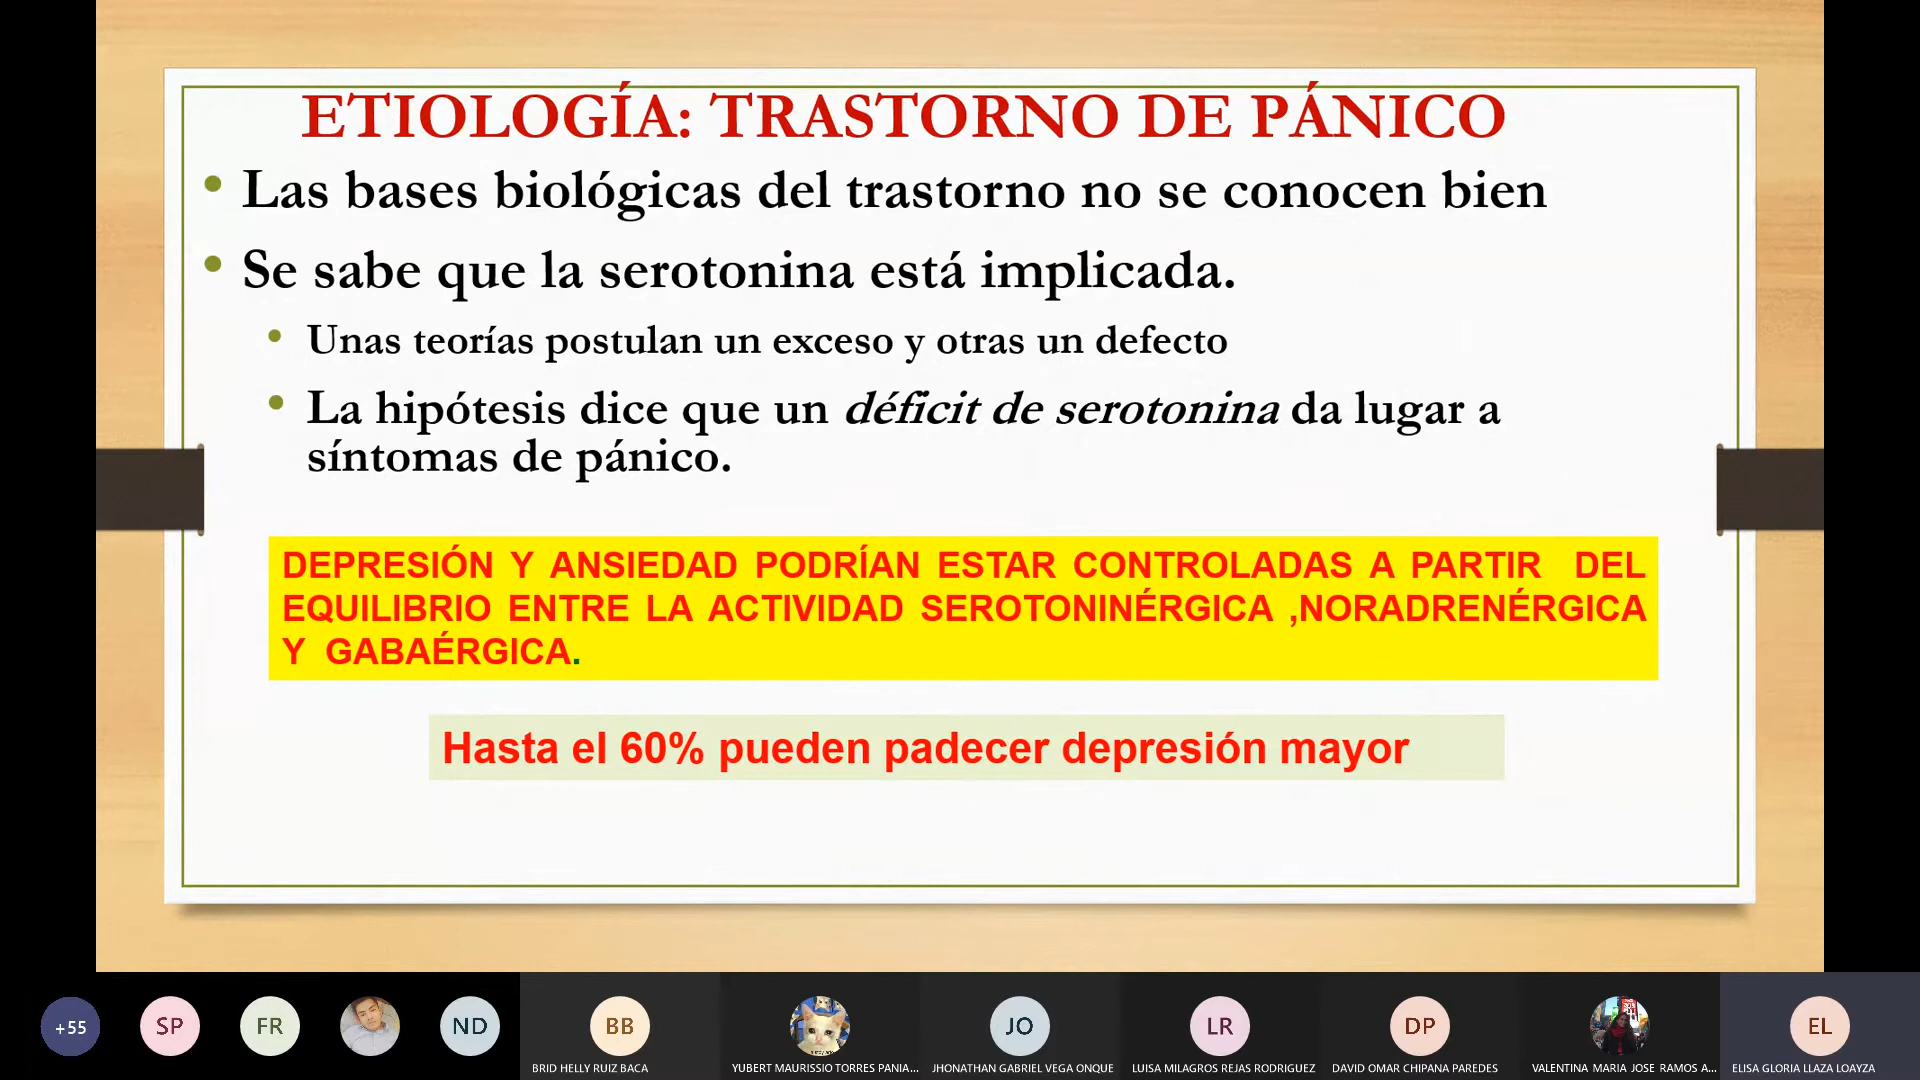 ETIOLOGÍA: TRASTORNO DE PÁNICO
• Las bases biológicas del trastorno no se conocen bien
• Se sabe que la serotonina está implicada.
• Unas teorías postulan un exceso y otras un defecto
• La hipótesis dice que un déficit de serotonina da lugar a
síntomas de pánico.
DEPRESIÓN Y ANSIEDAD PODRÍAN ESTAR CONTROLADAS A PARTIR DEL
EQUILIBRIO ENTRE LA ACTIVIDAD SEROTONINÉRGICA ,NORADRENÉRGICA
Y GABAÉRGICA.
Hasta el 60% pueden padecer depresión mayor
+55 SP FR ND BB JO LR DP EL
BRID HELLY RUIZ BACA YUBERT MAURISSIO TORRES PANIA... JHONATHAN GABRIEL VEGA ONQUE LUISA MILAGROS REJAS RODRIGUEZ DAVID OMAR CHIPANA PAREDES VALENTINA MARIA JOSE RAMOS A... ELISA GLORIA LLAZA LOAYZA